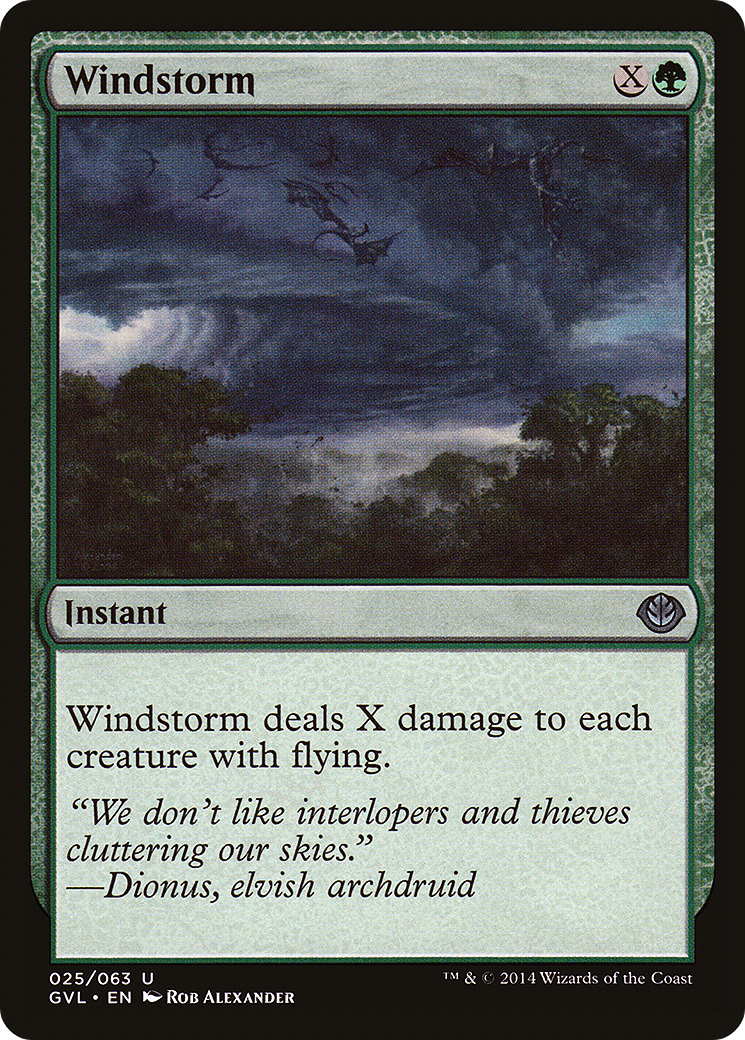 Windstorm X
Instant
Windstorm deals X damage to each
creature with flying.
“We don’t like interlopers and thieves
cluttering our skies.”
—Dionus, elvish archdruid
025/063 U
™ & © 2014 Wizards of the Coast
GVL • EN Rob Alexander